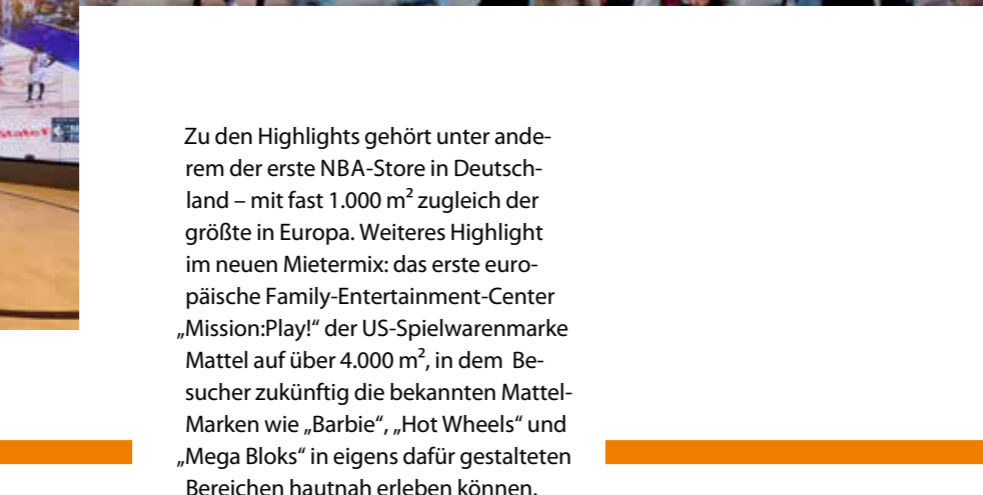 Zu den Highlights gehört unter ande-
rem der erste NBA-Store in Deutsch-
land – mit fast 1.000 m² zugleich der
größte in Europa. Weiteres Highlight
im neuen Mietermix: das erste euro-
päische Family-Entertainment-Center
„Mission:Play!“ der US-Spielwarenmarke
Mattel auf über 4.000 m², in dem Be-
sucher zukünftig die bekannten Mattel-
Marken wie „Barbie“, „Hot Wheels“ und
„Mega Bloks“ in eigens dafür gestalteten
Bereichen hautnah erleben können.